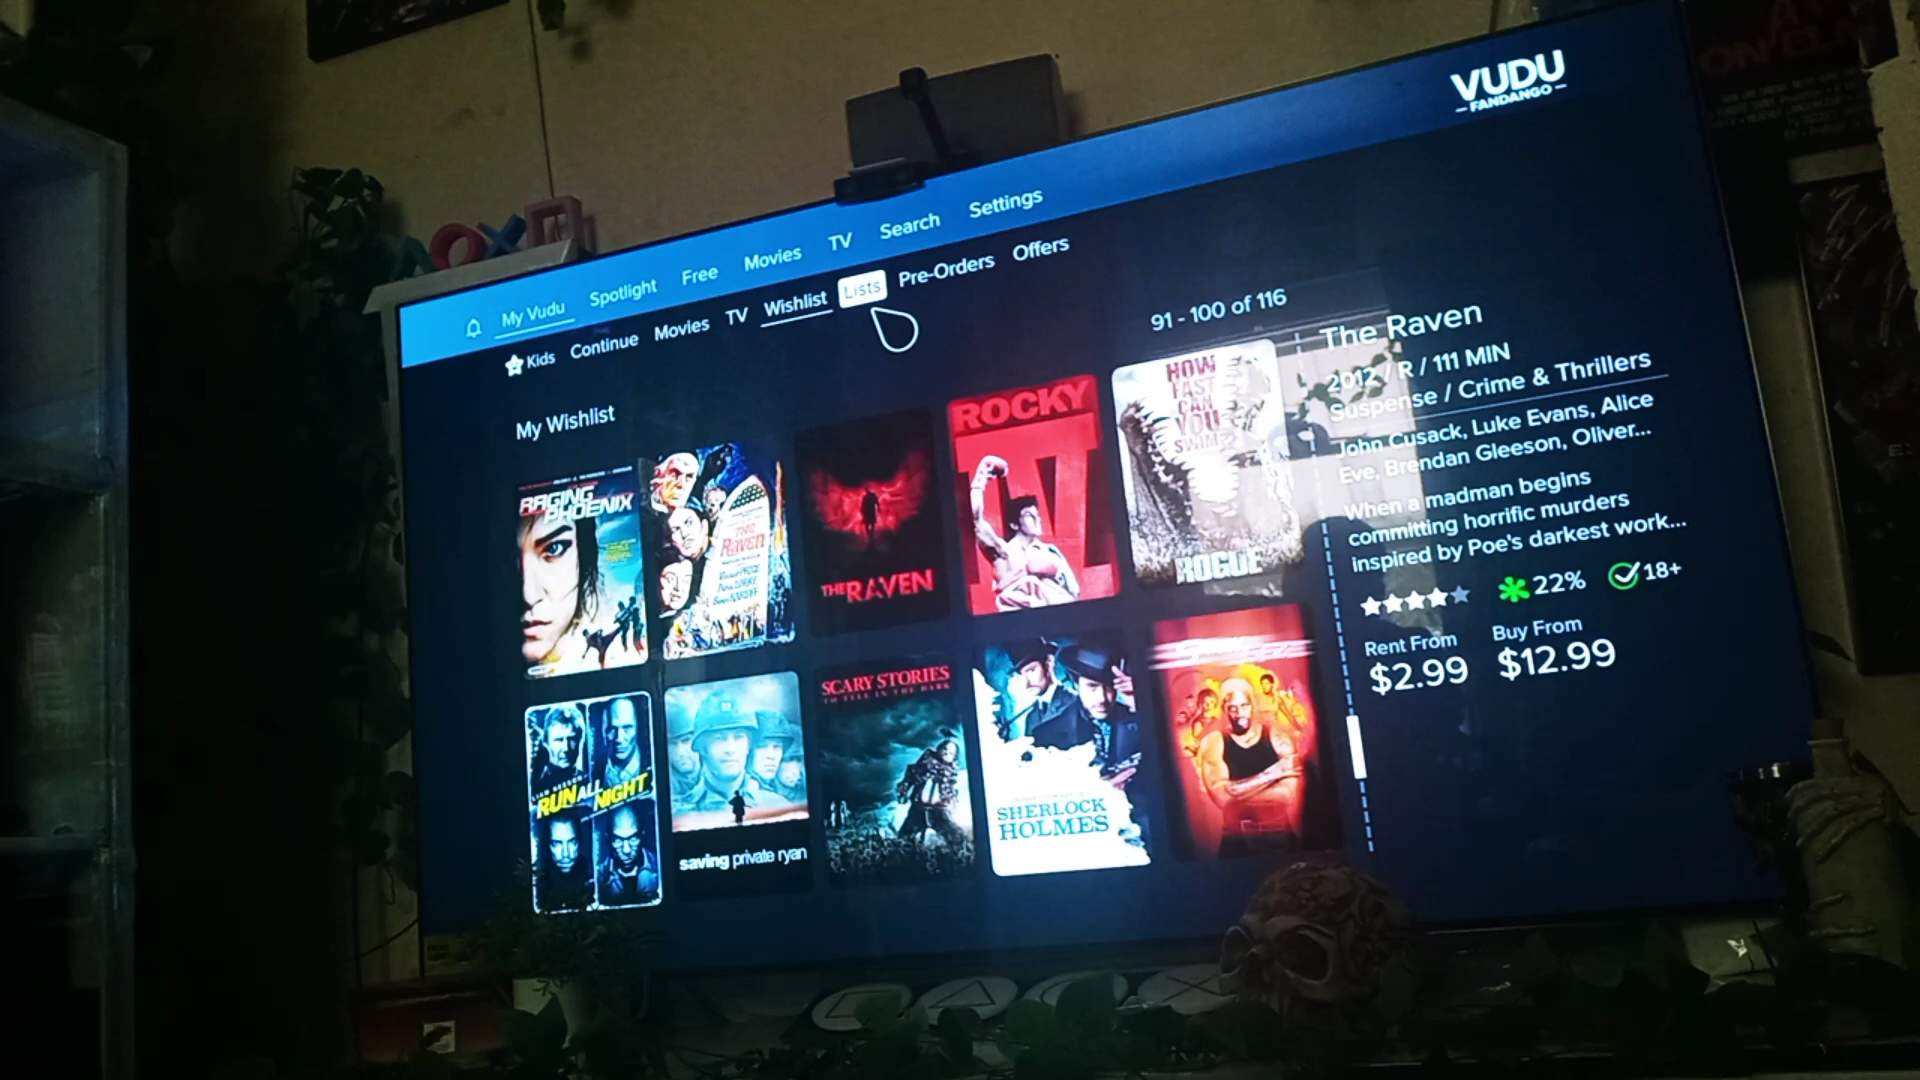 VUDU
FANDANGO
My Vudu
Spotlight
Free
Movies
TV
Search
Settings
Kids
Continue
Movies
TV
Wishlist
Lists
Pre-Orders
Offers
My Wishlist
91 - 100 of 116
RAGING
PHOENIX
THE
RAVEN
THE RAVEN
ROCKY
IV
HOW
FAST
CAN
YOU
SWIM?
ROGUE
The Raven
2012 / R / 111 MIN
Suspense / Crime & Thrillers
John Cusack, Luke Evans, Alice
Eve, Brendan Gleeson, Oliver...
When a madman begins
committing horrific murders
inspired by Poe's darkest work...
22%
18+
Rent From
$2.99
Buy From
$12.99
LIAM NEESON
RUN ALL
NIGHT
saving private ryan
SCARY STORIES
TO TELL IN THE DARK
SHERLOCK
HOLMES